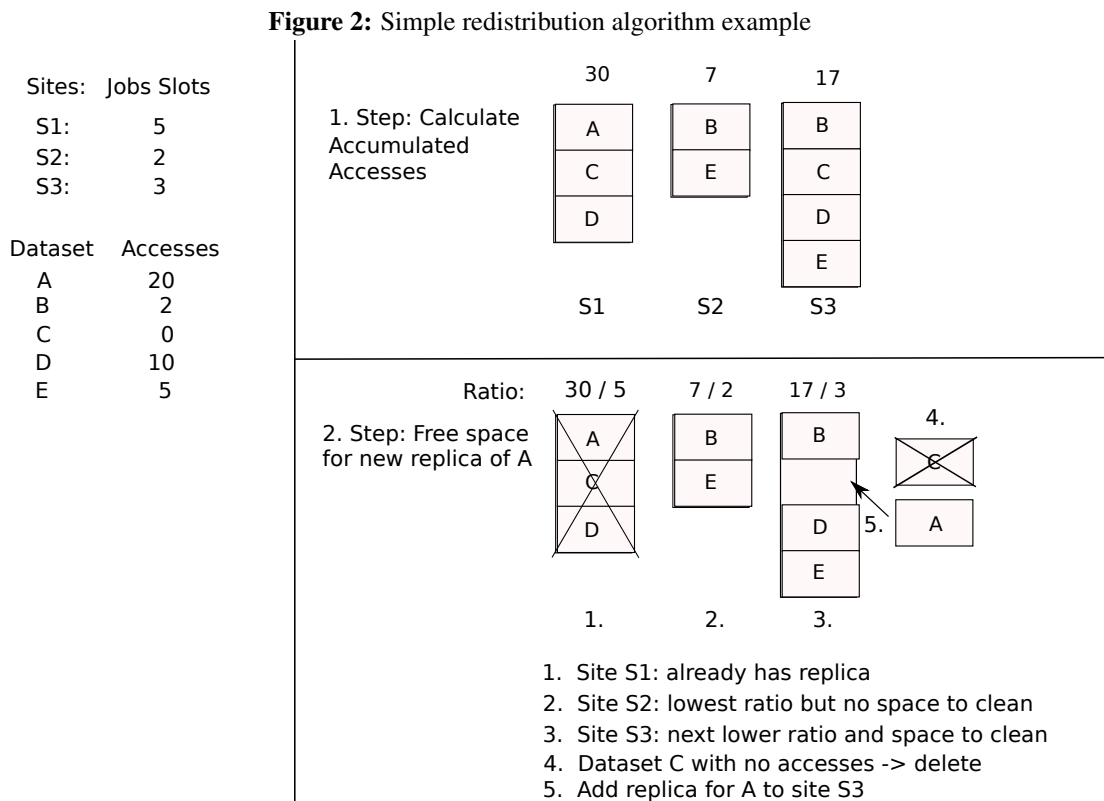 Figure 2: Simple redistribution algorithm example
Sites: Jobs Slots
S1: 5
S2: 2
S3: 3
Dataset Accesses
A 20
B 2
C 0
D 10
E 5
1. Step: Calculate
Accumulated
Accesses
30 7 17
A B B
C E C
D D
E
S1 S2 S3
Ratio: 30 / 5 7 / 2 17 / 3
2. Step: Free space
for new replica of A
A B B
C E
D D
E
4.
C
5. A
1. 2. 3.
1. Site S1: already has replica
2. Site S2: lowest ratio but no space to clean
3. Site S3: next lower ratio and space to clean
4. Dataset C with no accesses -> delete
5. Add replica for A to site S3